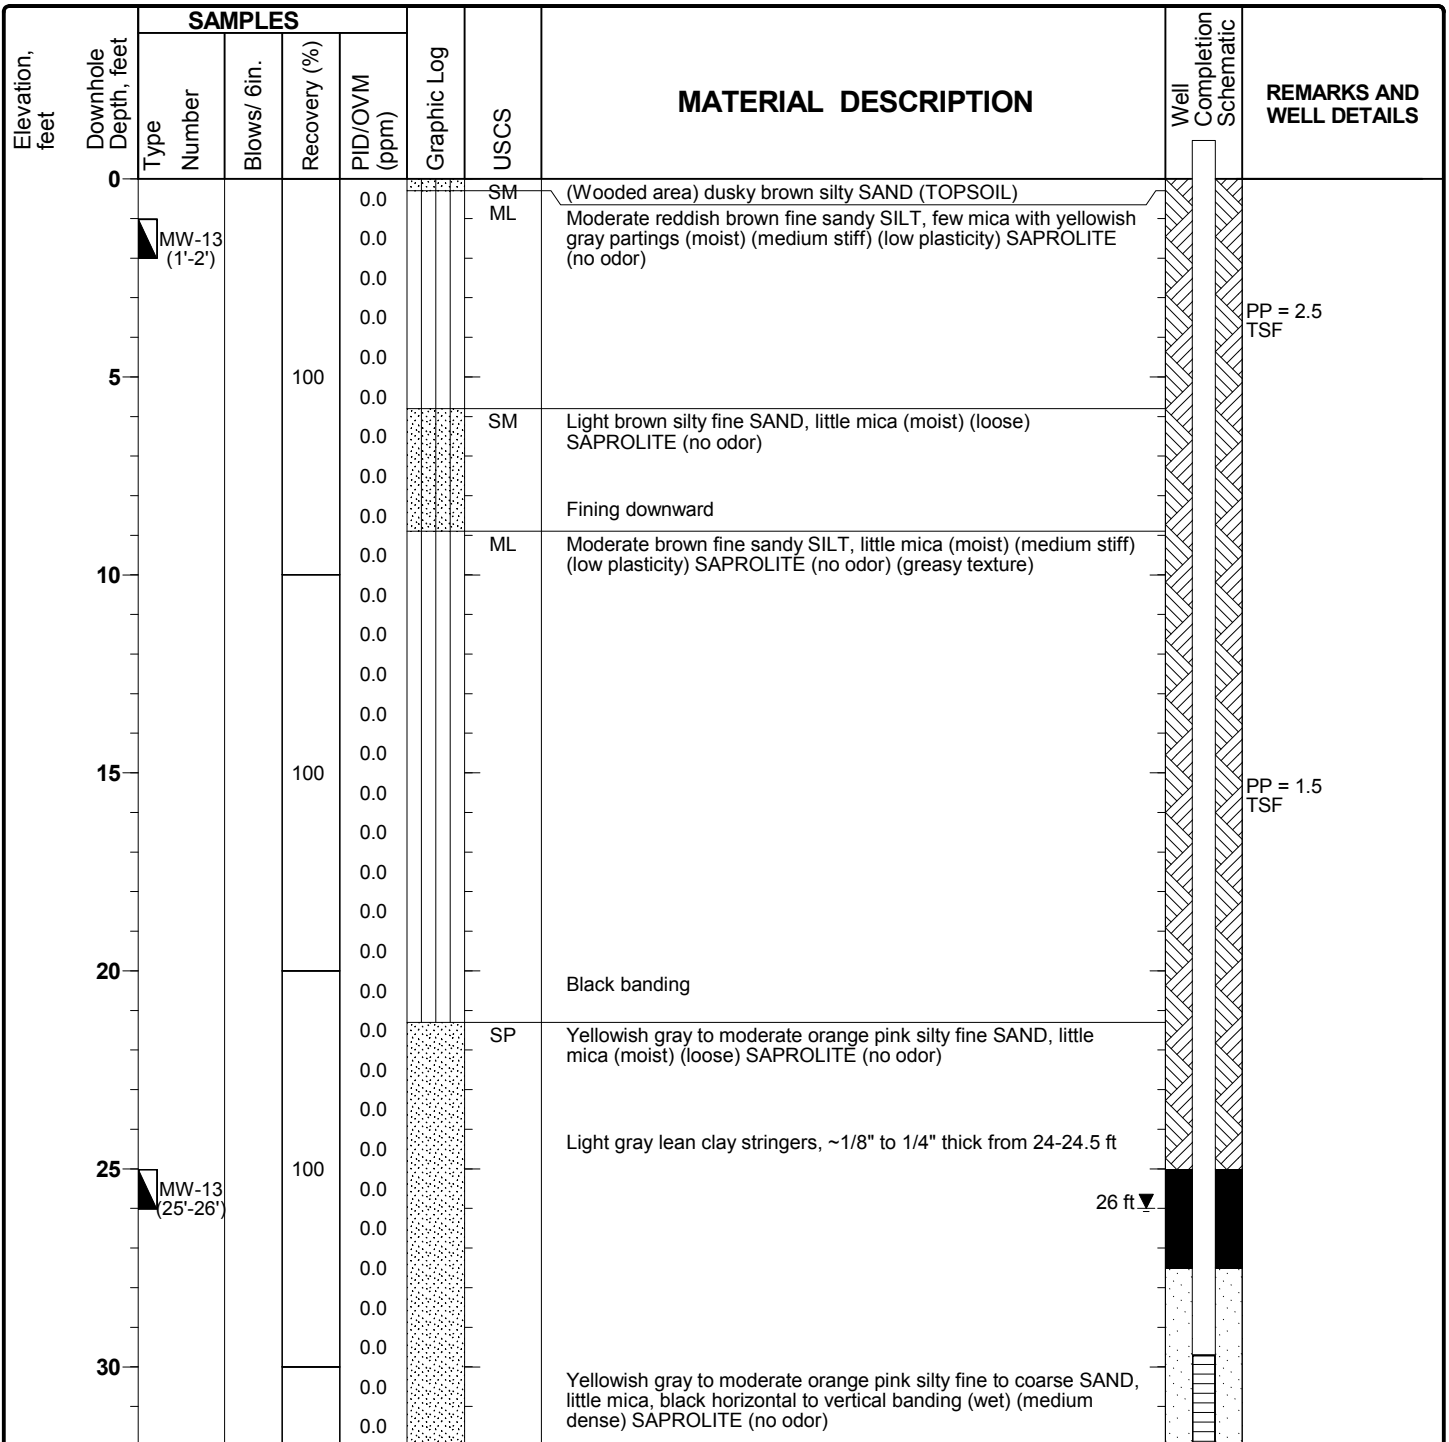 SAMPLES
Elevation,
feet
Downhole
Depth, feet
Type
Number
Blows/ 6in.
Recovery (%)
PID/OVM
(ppm)
Graphic Log
USCS
MATERIAL DESCRIPTION
Well
Completion
Schematic
REMARKS AND
WELL DETAILS
0
0.0
SM
(Wooded area) dusky brown silty SAND (TOPSOIL)
ML
Moderate reddish brown fine sandy SILT, few mica with yellowish
gray partings (moist) (medium stiff) (low plasticity) SAPROLITE
(no odor)
MW-13
(1'-2')
0.0
0.0
0.0
PP = 2.5
TSF
0.0
5
100
0.0
SM
Light brown silty fine SAND, little mica (moist) (loose)
SAPROLITE (no odor)
0.0
0.0
0.0
Fining downward
ML
Moderate brown fine sandy SILT, little mica (moist) (medium stiff)
(low plasticity) SAPROLITE (no odor) (greasy texture)
0.0
10
0.0
0.0
0.0
0.0
0.0
15
100
0.0
PP = 1.5
TSF
0.0
0.0
0.0
0.0
20
0.0
Black banding
0.0
SP
Yellowish gray to moderate orange pink silty fine SAND, little
mica (moist) (loose) SAPROLITE (no odor)
0.0
0.0
0.0
Light gray lean clay stringers, ~1/8" to 1/4" thick from 24-24.5 ft
25
100
MW-13
(25'-26')
0.0
26 ft
0.0
0.0
0.0
0.0
30
0.0
Yellowish gray to moderate orange pink silty fine to coarse SAND,
little mica, black horizontal to vertical banding (wet) (medium
dense) SAPROLITE (no odor)
0.0